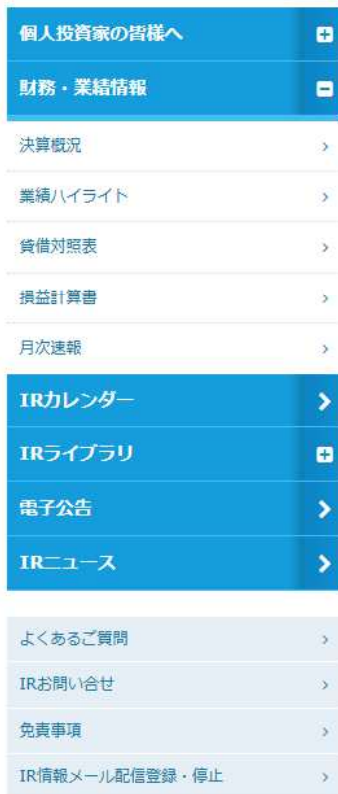 個人投資家の皆様へ
財務・業績情報
決算概況
業績ハイライト
貸借対照表
損益計算書
月次速報
IRカレンダー
IRライブラリ
電子公告
IRニュース
よくあるご質問
IRお問い合せ
免責事項
IR情報メール配信登録・停止